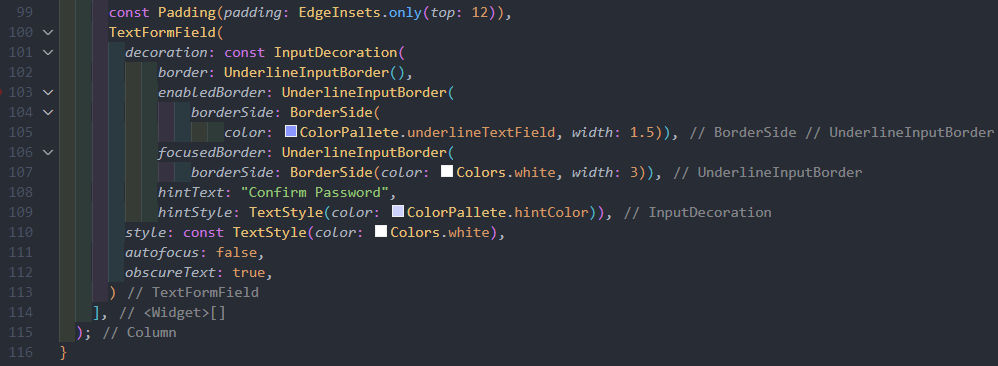 99 const Padding(padding: EdgeInsets.only(top: 12)),
100 TextFormField(
101 decoration: const InputDecoration(
102 border: UnderlineInputBorder(),
103 enabledBorder: UnderlineInputBorder(
104 borderSide: BorderSide(
105 color: ColorPallete.underlineTextField, width: 1.5)), // BorderSide // UnderlineInputBorder
106 focusedBorder: UnderlineInputBorder(
107 borderSide: BorderSide(color: Colors.white, width: 3)), // UnderlineInputBorder
108 hintText: "Confirm Password",
109 hintStyle: TextStyle(color: ColorPallete.hintColor)), // InputDecoration
110 style: const TextStyle(color: Colors.white),
111 autofocus: false,
112 obscureText: true,
113 ) // TextFormField
114 ], // <Widget>[]
115 ); // Column
116 }